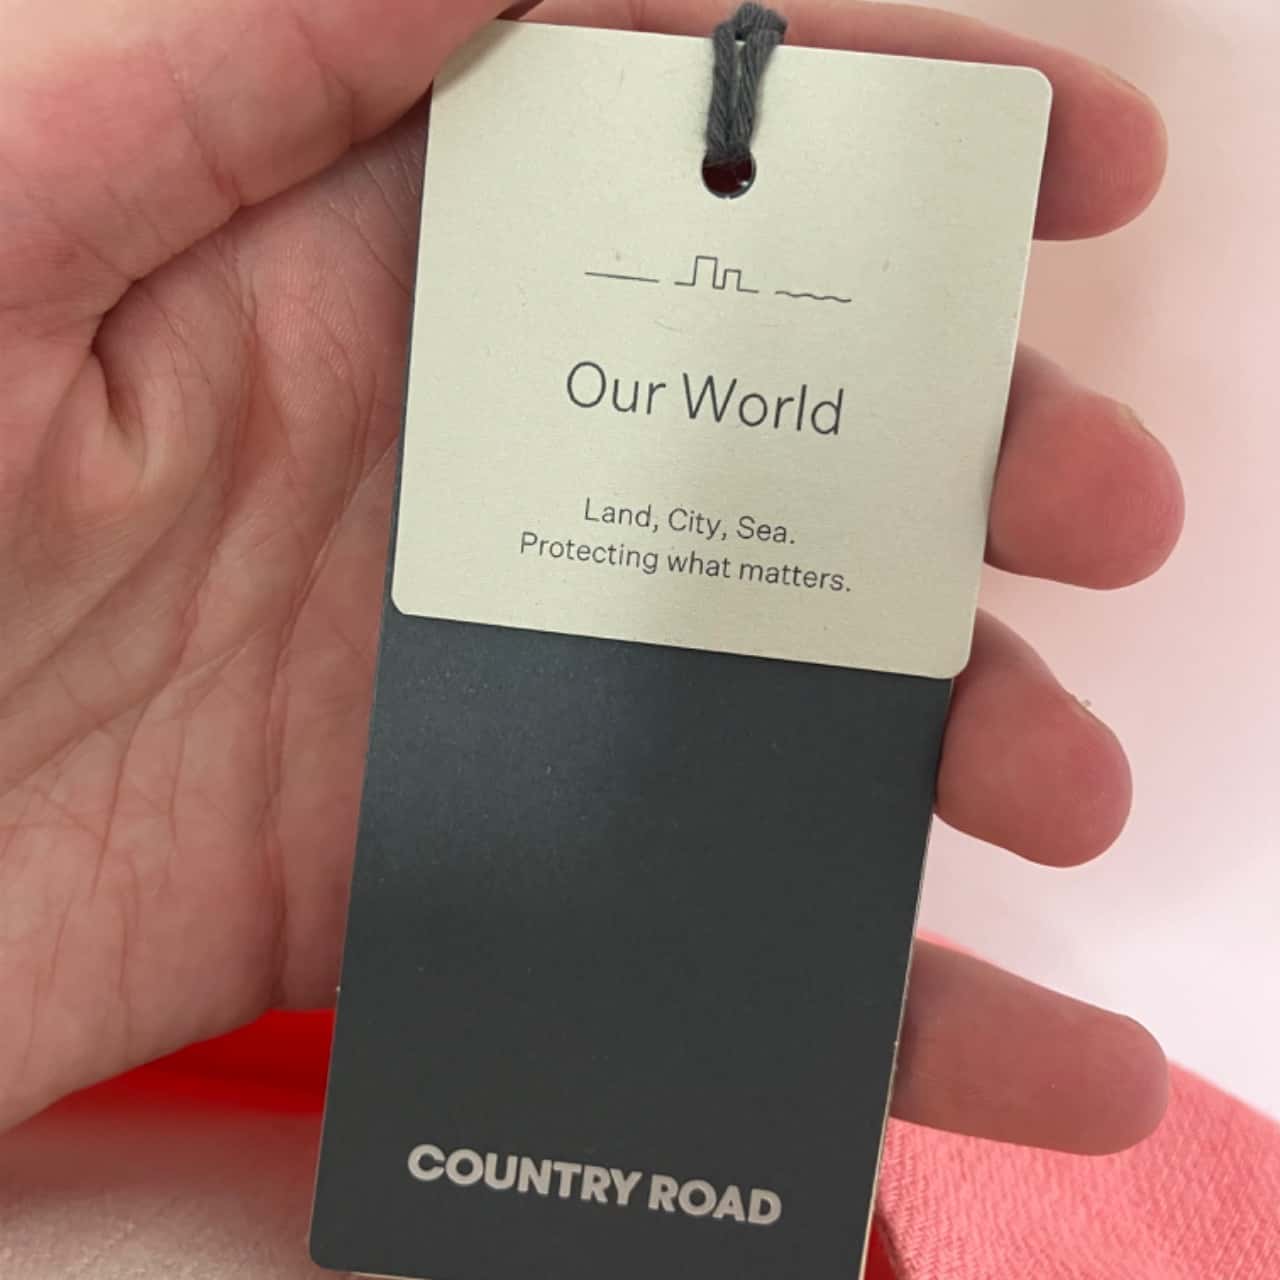 Our World
Land, City, Sea.
Protecting what matters.
COUNTRY ROAD